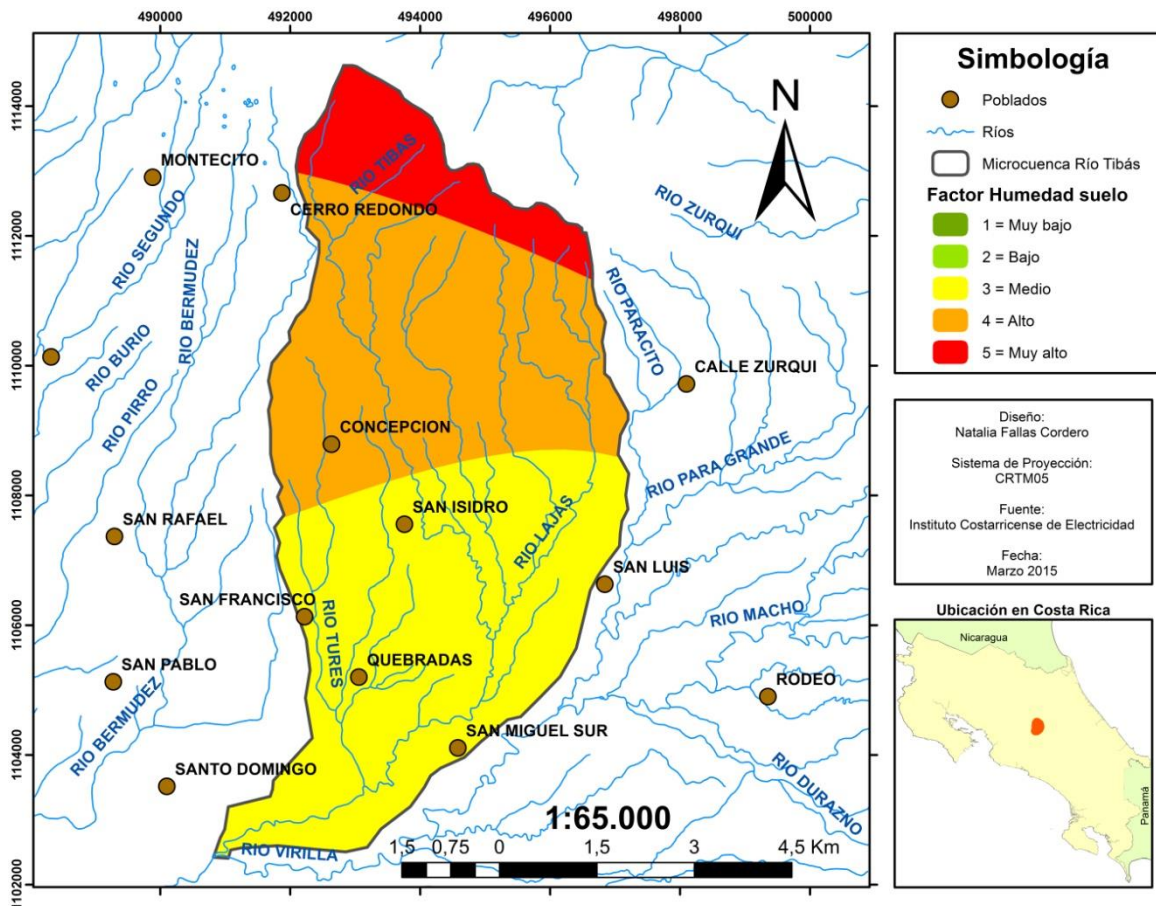 490000 492000 494000 496000 498000 500000
1114000
1112000
1110000
1108000
1106000
1104000
1102000
MONTECITO
CERRO REDONDO
RIO TIBAS
RIO SEGUNDO
RIO BERMUDEZ
RIO BURIO
RIO PIRRO
RIO ZURQUI
RIO PARACITO
CALLE ZURQUI
CONCEPCION
RIO PARA GRANDE
SAN RAFAEL
SAN ISIDRO
RIO LAJAS
SAN LUIS
SAN FRANCISCO
RIO TURES
RIO MACHO
QUEBRADAS
SAN PABLO
RODEO
RIO BERMUDEZ
SAN MIGUEL SUR
SANTO DOMINGO
RIO DURAZNO
RIO VIRILLA
N
1:65.000
1,5 0,75 0 1,5 3 4,5 Km
490000 492000 494000 496000 498000 500000
Simbología
Poblados
Ríos
Microcuenca Río Tibás
Factor Humedad suelo
1 = Muy bajo
2 = Bajo
3 = Medio
4 = Alto
5 = Muy alto
Diseño:
Natalia Fallas Cordero
Sistema de Proyección:
CRTM05
Fuente:
Instituto Costarricense de Electricidad
Fecha:
Marzo 2015
Ubicación en Costa Rica
Nicaragua
Panamá